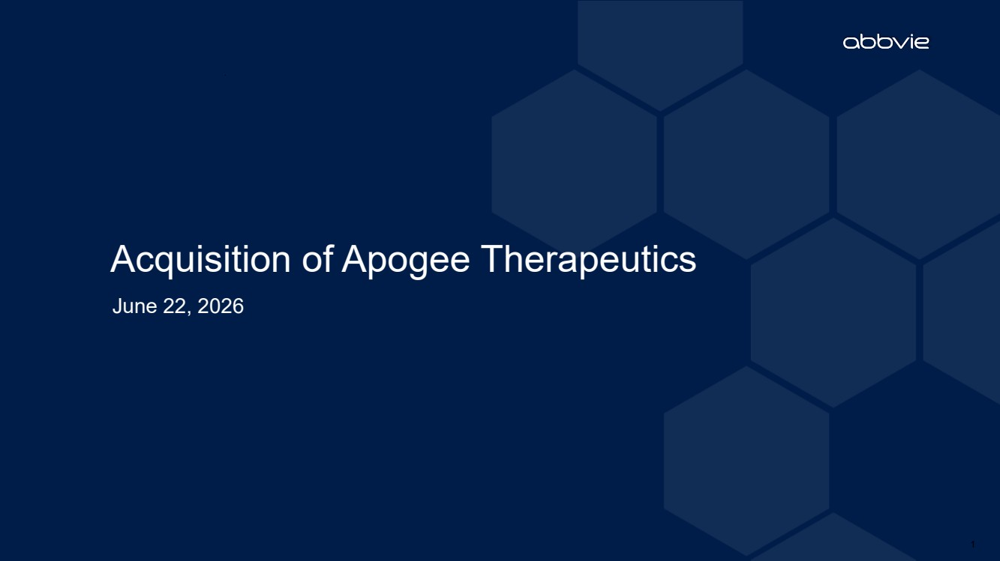 abbvie
Acquisition of Apogee Therapeutics
June 22, 2026
1